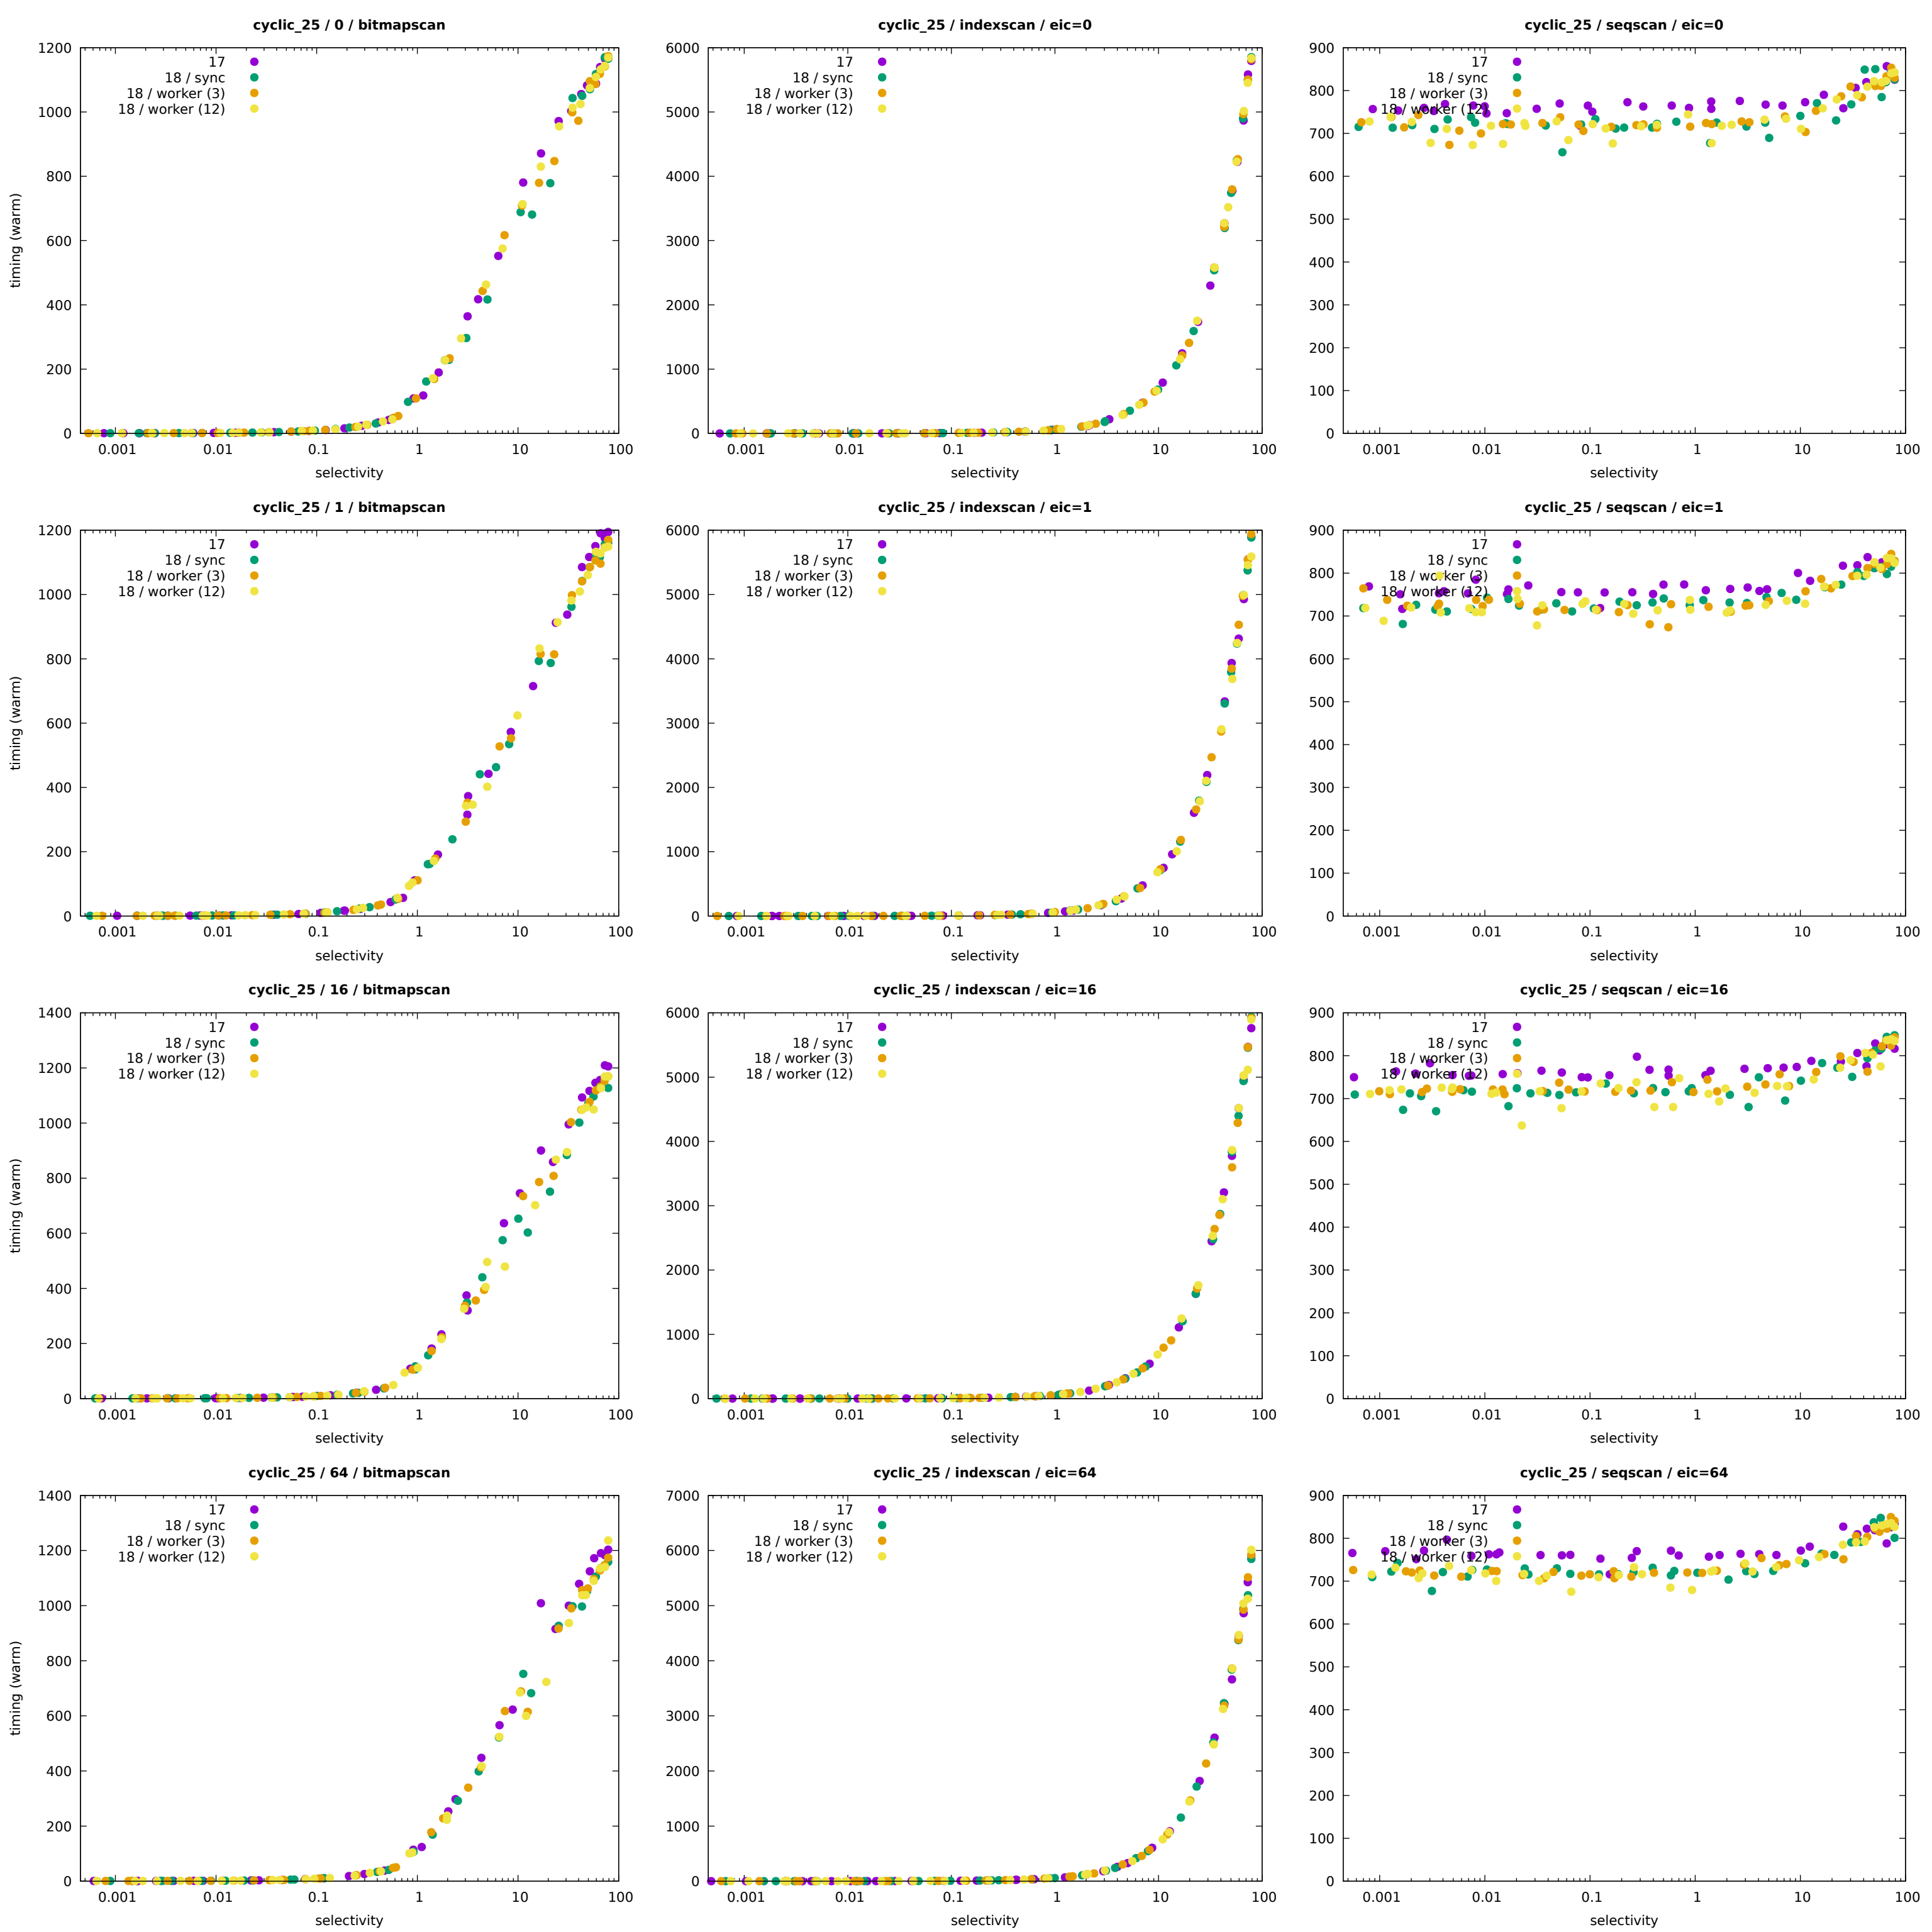 cyclic_25 / 0 / bitmapscan
timing (warm)
1200
1000
800
600
400
200
0
17
18 / sync
18 / worker (3)
18 / worker (12)
0.001 0.01 0.1 1 10 100
selectivity
cyclic_25 / indexscan / eic=0
6000
5000
4000
3000
2000
1000
0
17
18 / sync
18 / worker (3)
18 / worker (12)
0.001 0.01 0.1 1 10 100
selectivity
cyclic_25 / seqscan / eic=0
900
800
700
600
500
400
300
200
100
0
17
18 / sync
18 / worker (3)
18 / worker (12)
0.001 0.01 0.1 1 10 100
selectivity
cyclic_25 / 1 / bitmapscan
timing (warm)
1200
1000
800
600
400
200
0
17
18 / sync
18 / worker (3)
18 / worker (12)
0.001 0.01 0.1 1 10 100
selectivity
cyclic_25 / indexscan / eic=1
6000
5000
4000
3000
2000
1000
0
17
18 / sync
18 / worker (3)
18 / worker (12)
0.001 0.01 0.1 1 10 100
selectivity
cyclic_25 / seqscan / eic=1
900
800
700
600
500
400
300
200
100
0
17
18 / sync
18 / worker (3)
18 / worker (12)
0.001 0.01 0.1 1 10 100
selectivity
cyclic_25 / 16 / bitmapscan
timing (warm)
1400
1200
1000
800
600
400
200
0
17
18 / sync
18 / worker (3)
18 / worker (12)
0.001 0.01 0.1 1 10 100
selectivity
cyclic_25 / indexscan / eic=16
6000
5000
4000
3000
2000
1000
0
17
18 / sync
18 / worker (3)
18 / worker (12)
0.001 0.01 0.1 1 10 100
selectivity
cyclic_25 / seqscan / eic=16
900
800
700
600
500
400
300
200
100
0
17
18 / sync
18 / worker (3)
18 / worker (12)
0.001 0.01 0.1 1 10 100
selectivity
cyclic_25 / 64 / bitmapscan
timing (warm)
1400
1200
1000
800
600
400
200
0
17
18 / sync
18 / worker (3)
18 / worker (12)
0.001 0.01 0.1 1 10 100
selectivity
cyclic_25 / indexscan / eic=64
7000
6000
5000
4000
3000
2000
1000
0
17
18 / sync
18 / worker (3)
18 / worker (12)
0.001 0.01 0.1 1 10 100
selectivity
cyclic_25 / seqscan / eic=64
900
800
700
600
500
400
300
200
100
0
17
18 / sync
18 / worker (3)
18 / worker (12)
0.001 0.01 0.1 1 10 100
selectivity